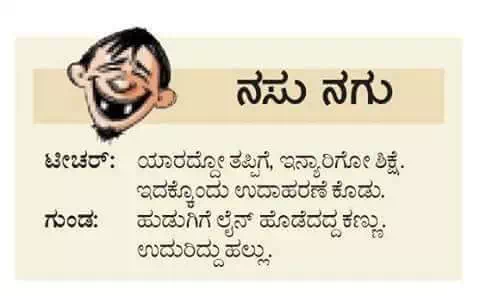 ನಸು ನಗು
ಟೀಚರ್: ಯಾರದ್ದೋ ತಪ್ಪಿಗೆ, ಇನ್ಯಾರಿಗೋ ಶಿಕ್ಷೆ.
ಇದಕ್ಕೊಂದು ಉದಾಹರಣೆ ಕೊಡು.
ಗುಂಡ: ಹುಡುಗಿಗೆ ಲೈನ್ ಹೊಡೆದದ್ದ ಕಣ್ಣು.
ಉದುರಿದ್ದು ಹಲ್ಲು.